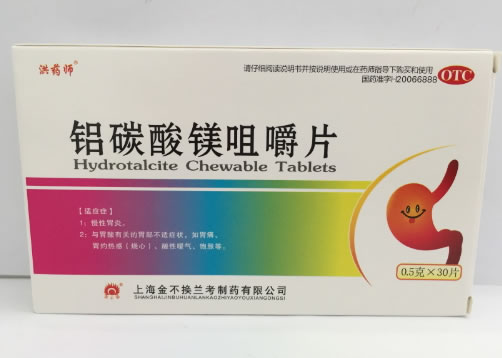 洪药师
请仔细阅读说明书并按说明使用或在药师指导下购买和使用
国药准字H20066888
OTC
铝碳酸镁咀嚼片
Hydrotalcite Chewable Tablets
【适应症】
1：慢性胃炎。
2：与胃酸有关的胃部不适症状，如胃痛、
胃灼热感（烧心）、酸性嗳气、饱胀等。
0.5克×30片
上海金不换兰考制药有限公司
SHANGHAIJINBUHUANLANKAOZHIYAOYOUXIANGONGSI